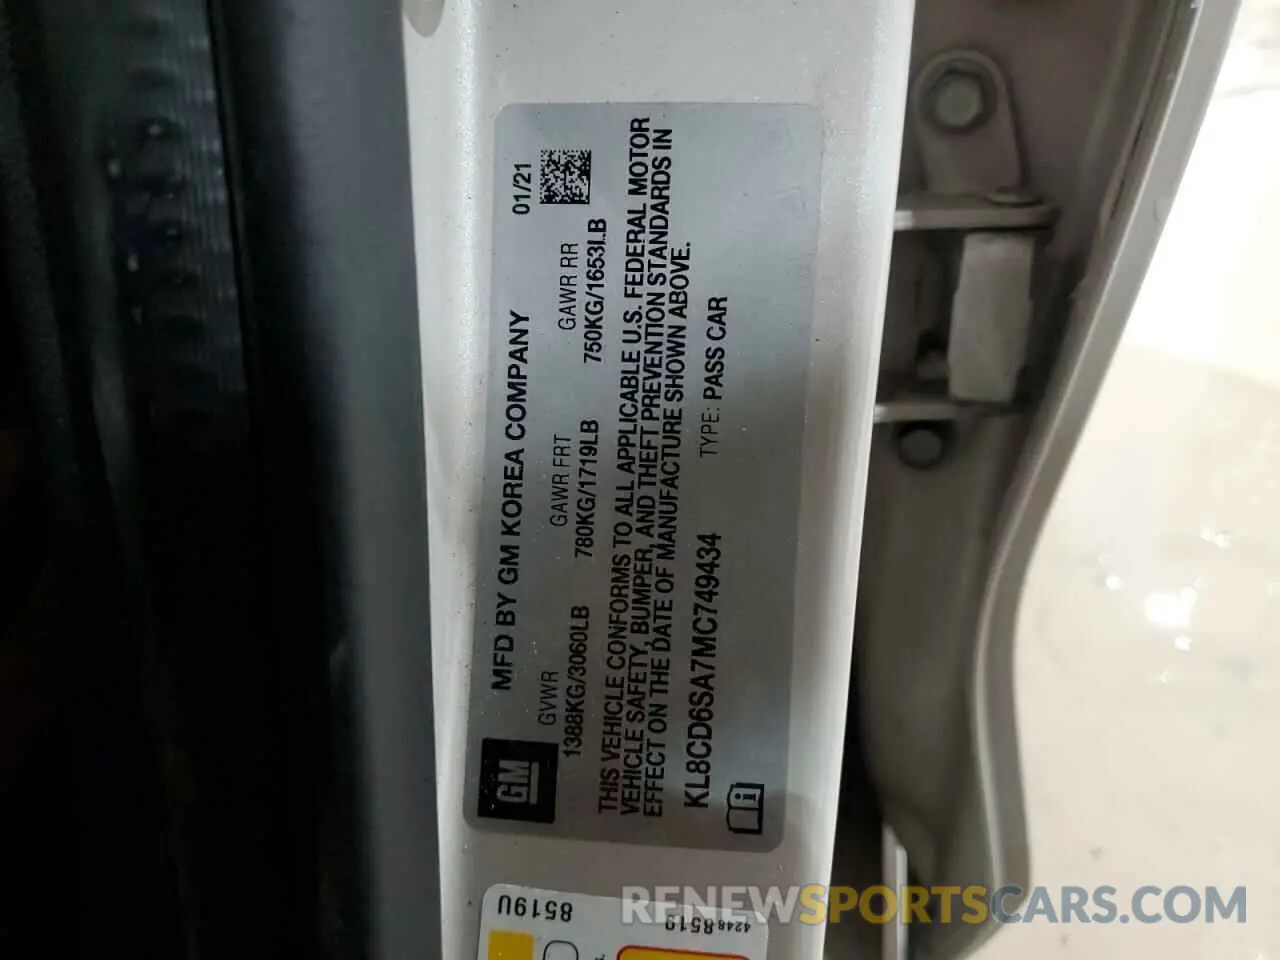 MFD BY GM KOREA COMPANY 01/21
GM
GVWR GAWR FRT GAWR RR
1388KG/3060LB 780KG/1719LB 750KG/1653LB
THIS VEHICLE CONFORMS TO ALL APPLICABLE U.S. FEDERAL MOTOR
VEHICLE SAFETY, BUMPER, AND THEFT PREVENTION STANDARDS IN
EFFECT ON THE DATE OF MANUFACTURE SHOWN ABOVE.
KL8CD6SA7MC749434 TYPE: PASS CAR
8519U
42488519
RENEWSPORTSCARS.COM